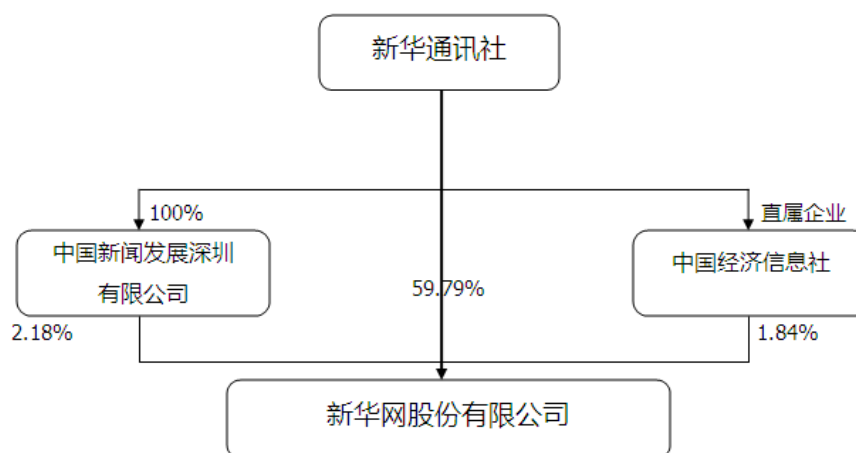 新华通讯社
100%
直属企业
中国新闻发展深圳
有限公司
中国经济信息社
59.79%
2.18%
1.84%
新华网股份有限公司